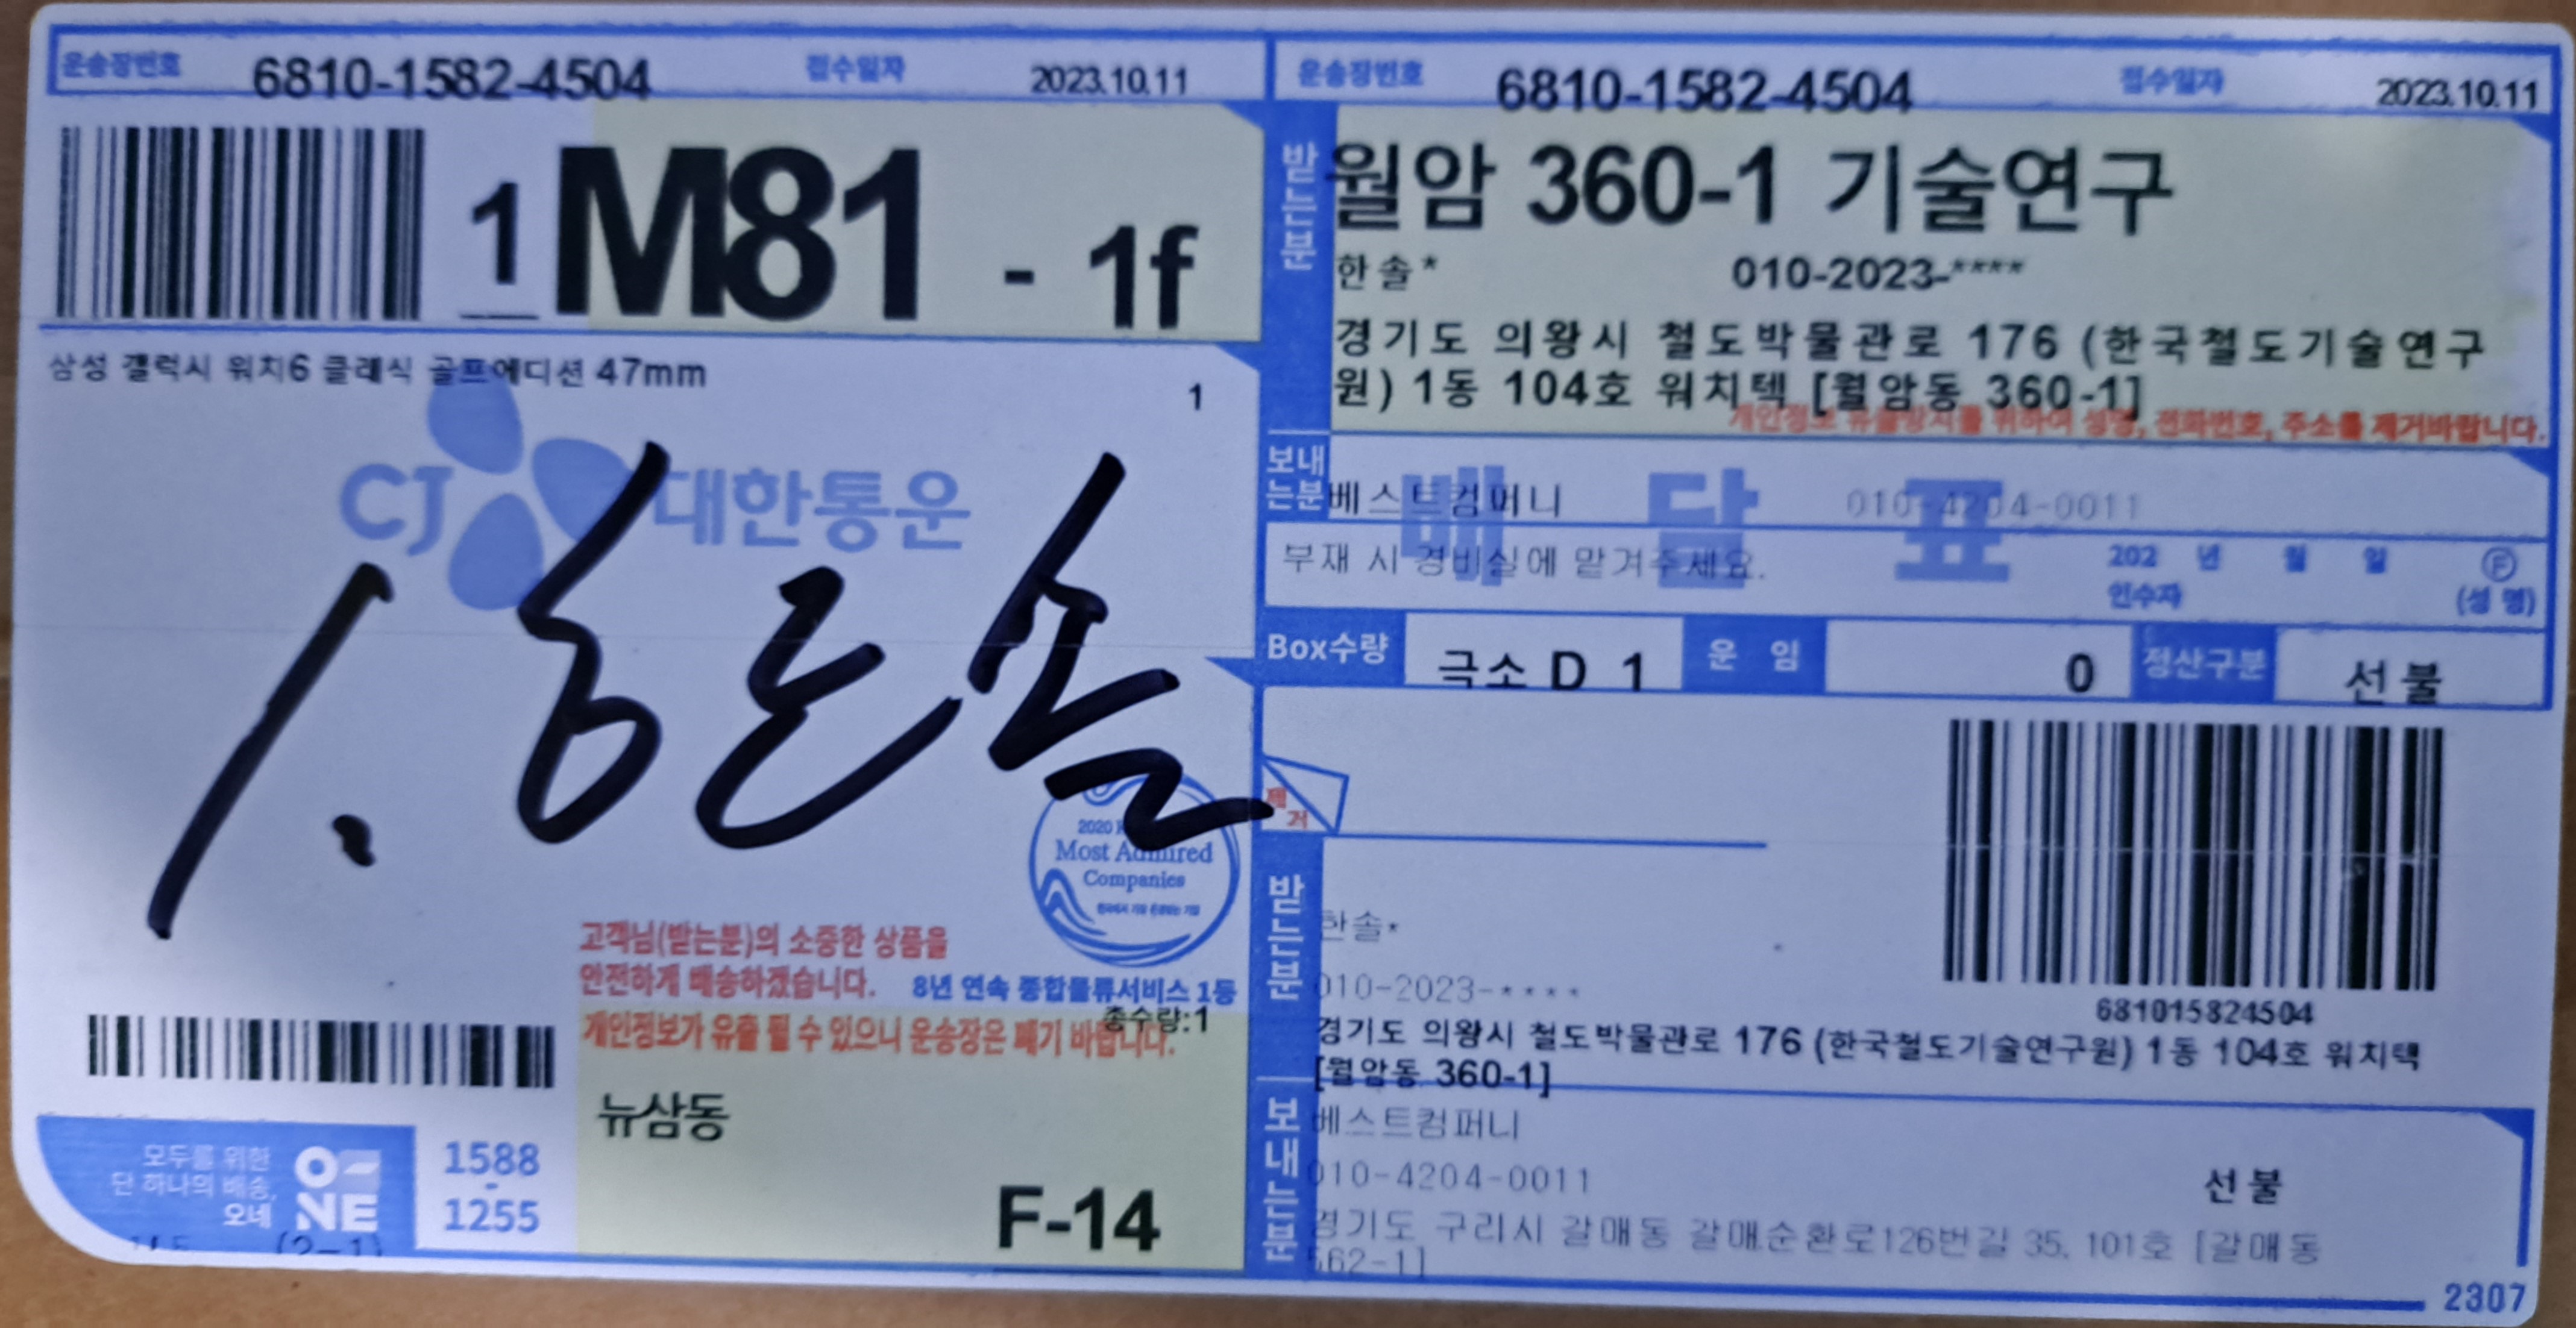 운송장번호 6810-1582-4504 접수일자 2023.10.11
1 M81 - 1f
삼성 갤럭시 워치6 클래식 골프에디션 47mm
1
CJ 대한통운
2020
Most Admired
Companies
고객님(받는분)의 소중한 상품을
안전하게 배송하겠습니다. 8년 연속 종합물류서비스 1등
총수량:1
개인정보가 유출 될 수 있으니 운송장은 폐기 바랍니다.
뉴삼동
F-14
모두를 위한
단 하나의 배송,
오네
O-NE
1588
-
1255
(2-1)
운송장번호 6810-1582-4504 접수일자 2023.10.11
받는분
월암 360-1 기술연구
한솔* 010-2023-****
경기도 의왕시 철도박물관로 176 (한국철도기술연구
원) 1동 104호 워치텍 [월암동 360-1]
개인정보 유출방지를 위하여 성명, 전화번호, 주소를 제거바랍니다.
보내는분
베스트컴퍼니 010-4204-0011
배달표
부재 시 경비실에 맡겨주세요.
202 년 월 일 F
인수자 (성 명)
Box수량 극소 D 1 운 임 0 정산구분 선불
제거
681015824504
받는분
한솔*
010-2023-****
경기도 의왕시 철도박물관로 176 (한국철도기술연구원) 1동 104호 워치텍
[월암동 360-1]
보내는분
베스트컴퍼니
010-4204-0011
선불
경기도 구리시 갈매동 갈매순환로126번길 35, 101호 [갈매동
562-1]
2307